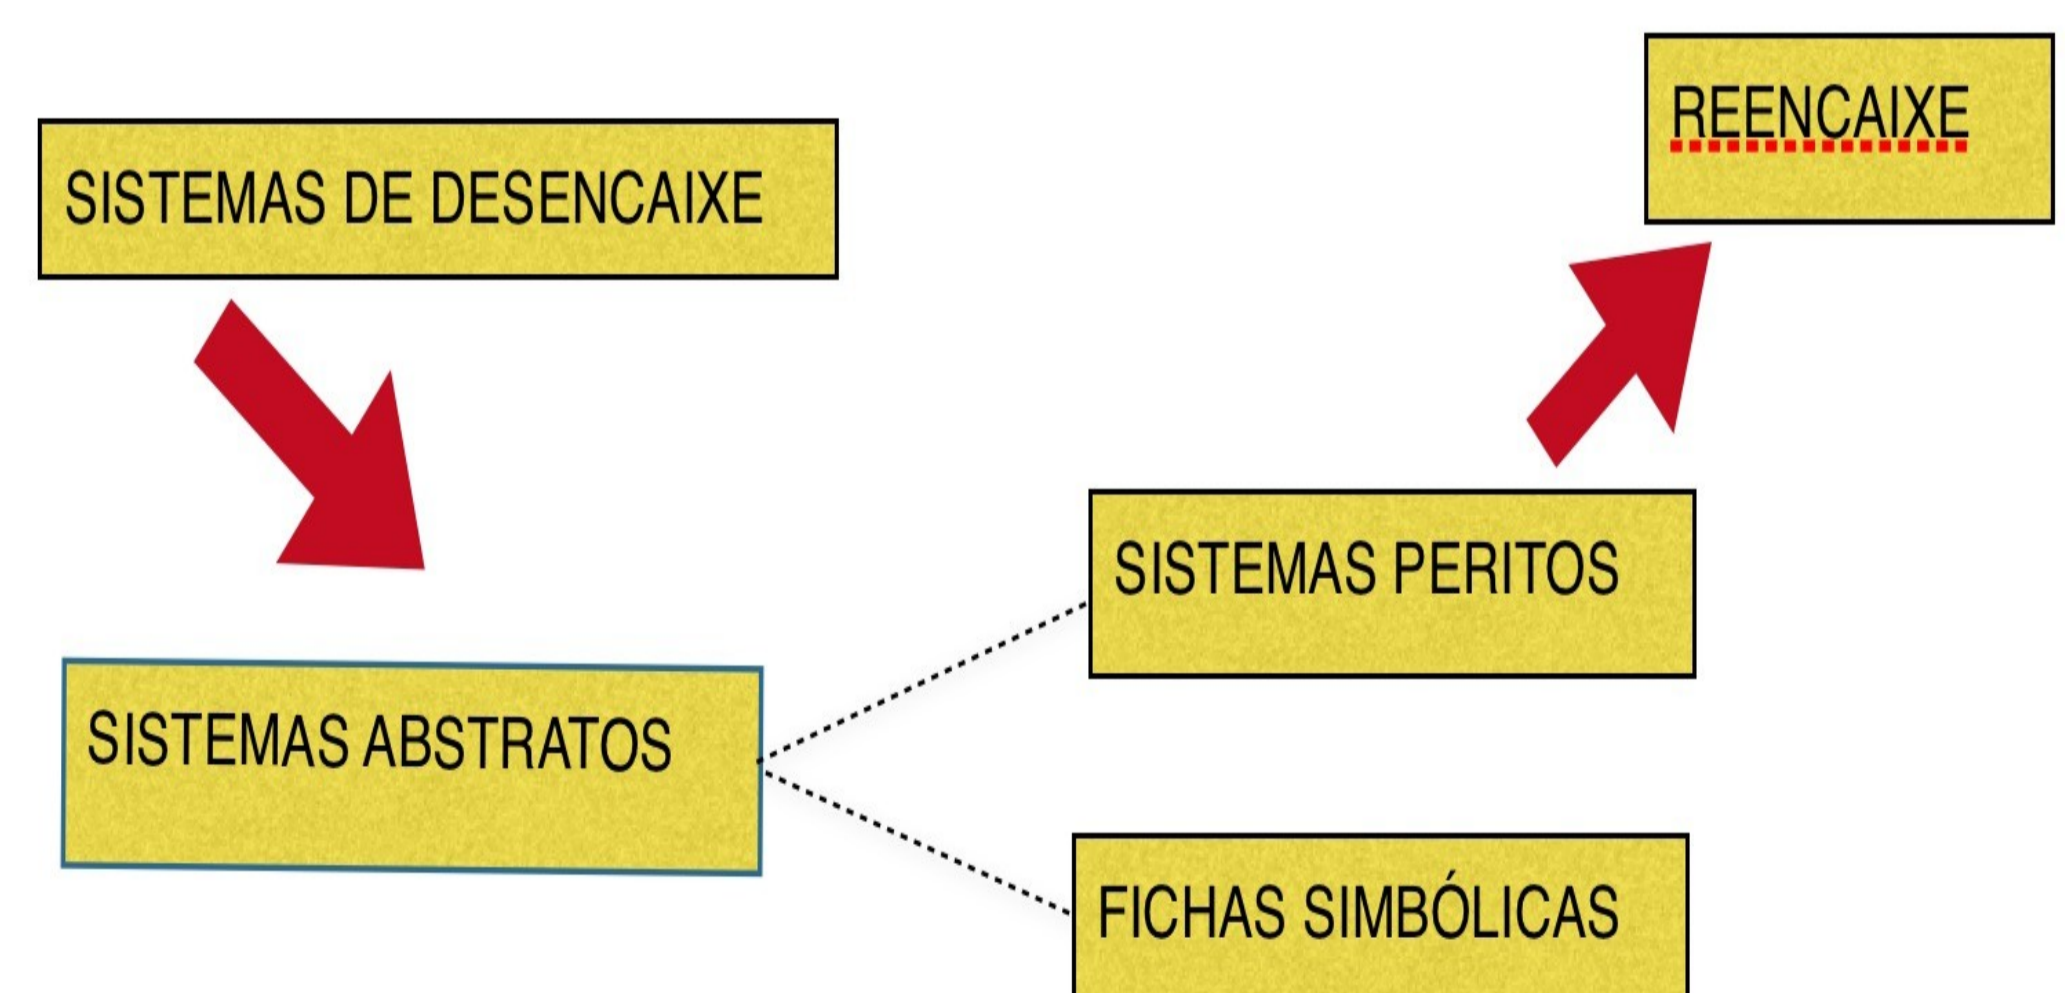 SISTEMAS DE DESENCAIXE
REENCAIXE
SISTEMAS PERITOS
SISTEMAS ABSTRATOS
FICHAS SIMBÓLICAS